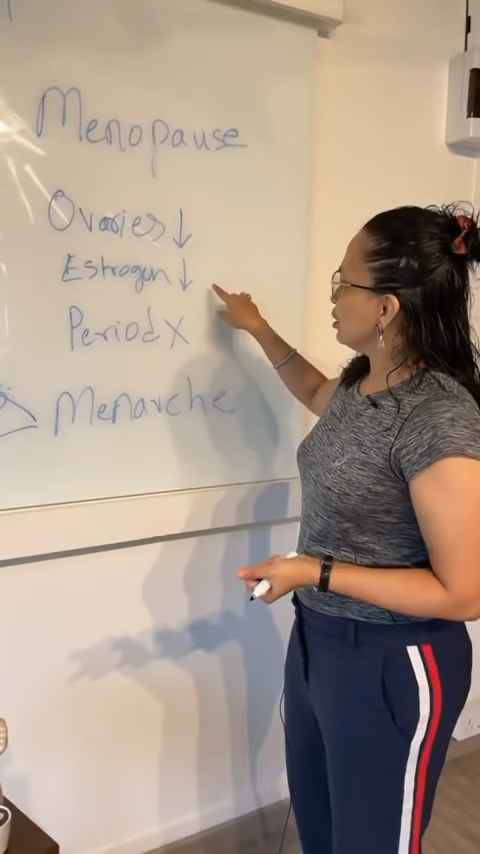 Menopause
Ovaries ↓
Estrogen ↓
Period X
Menarche